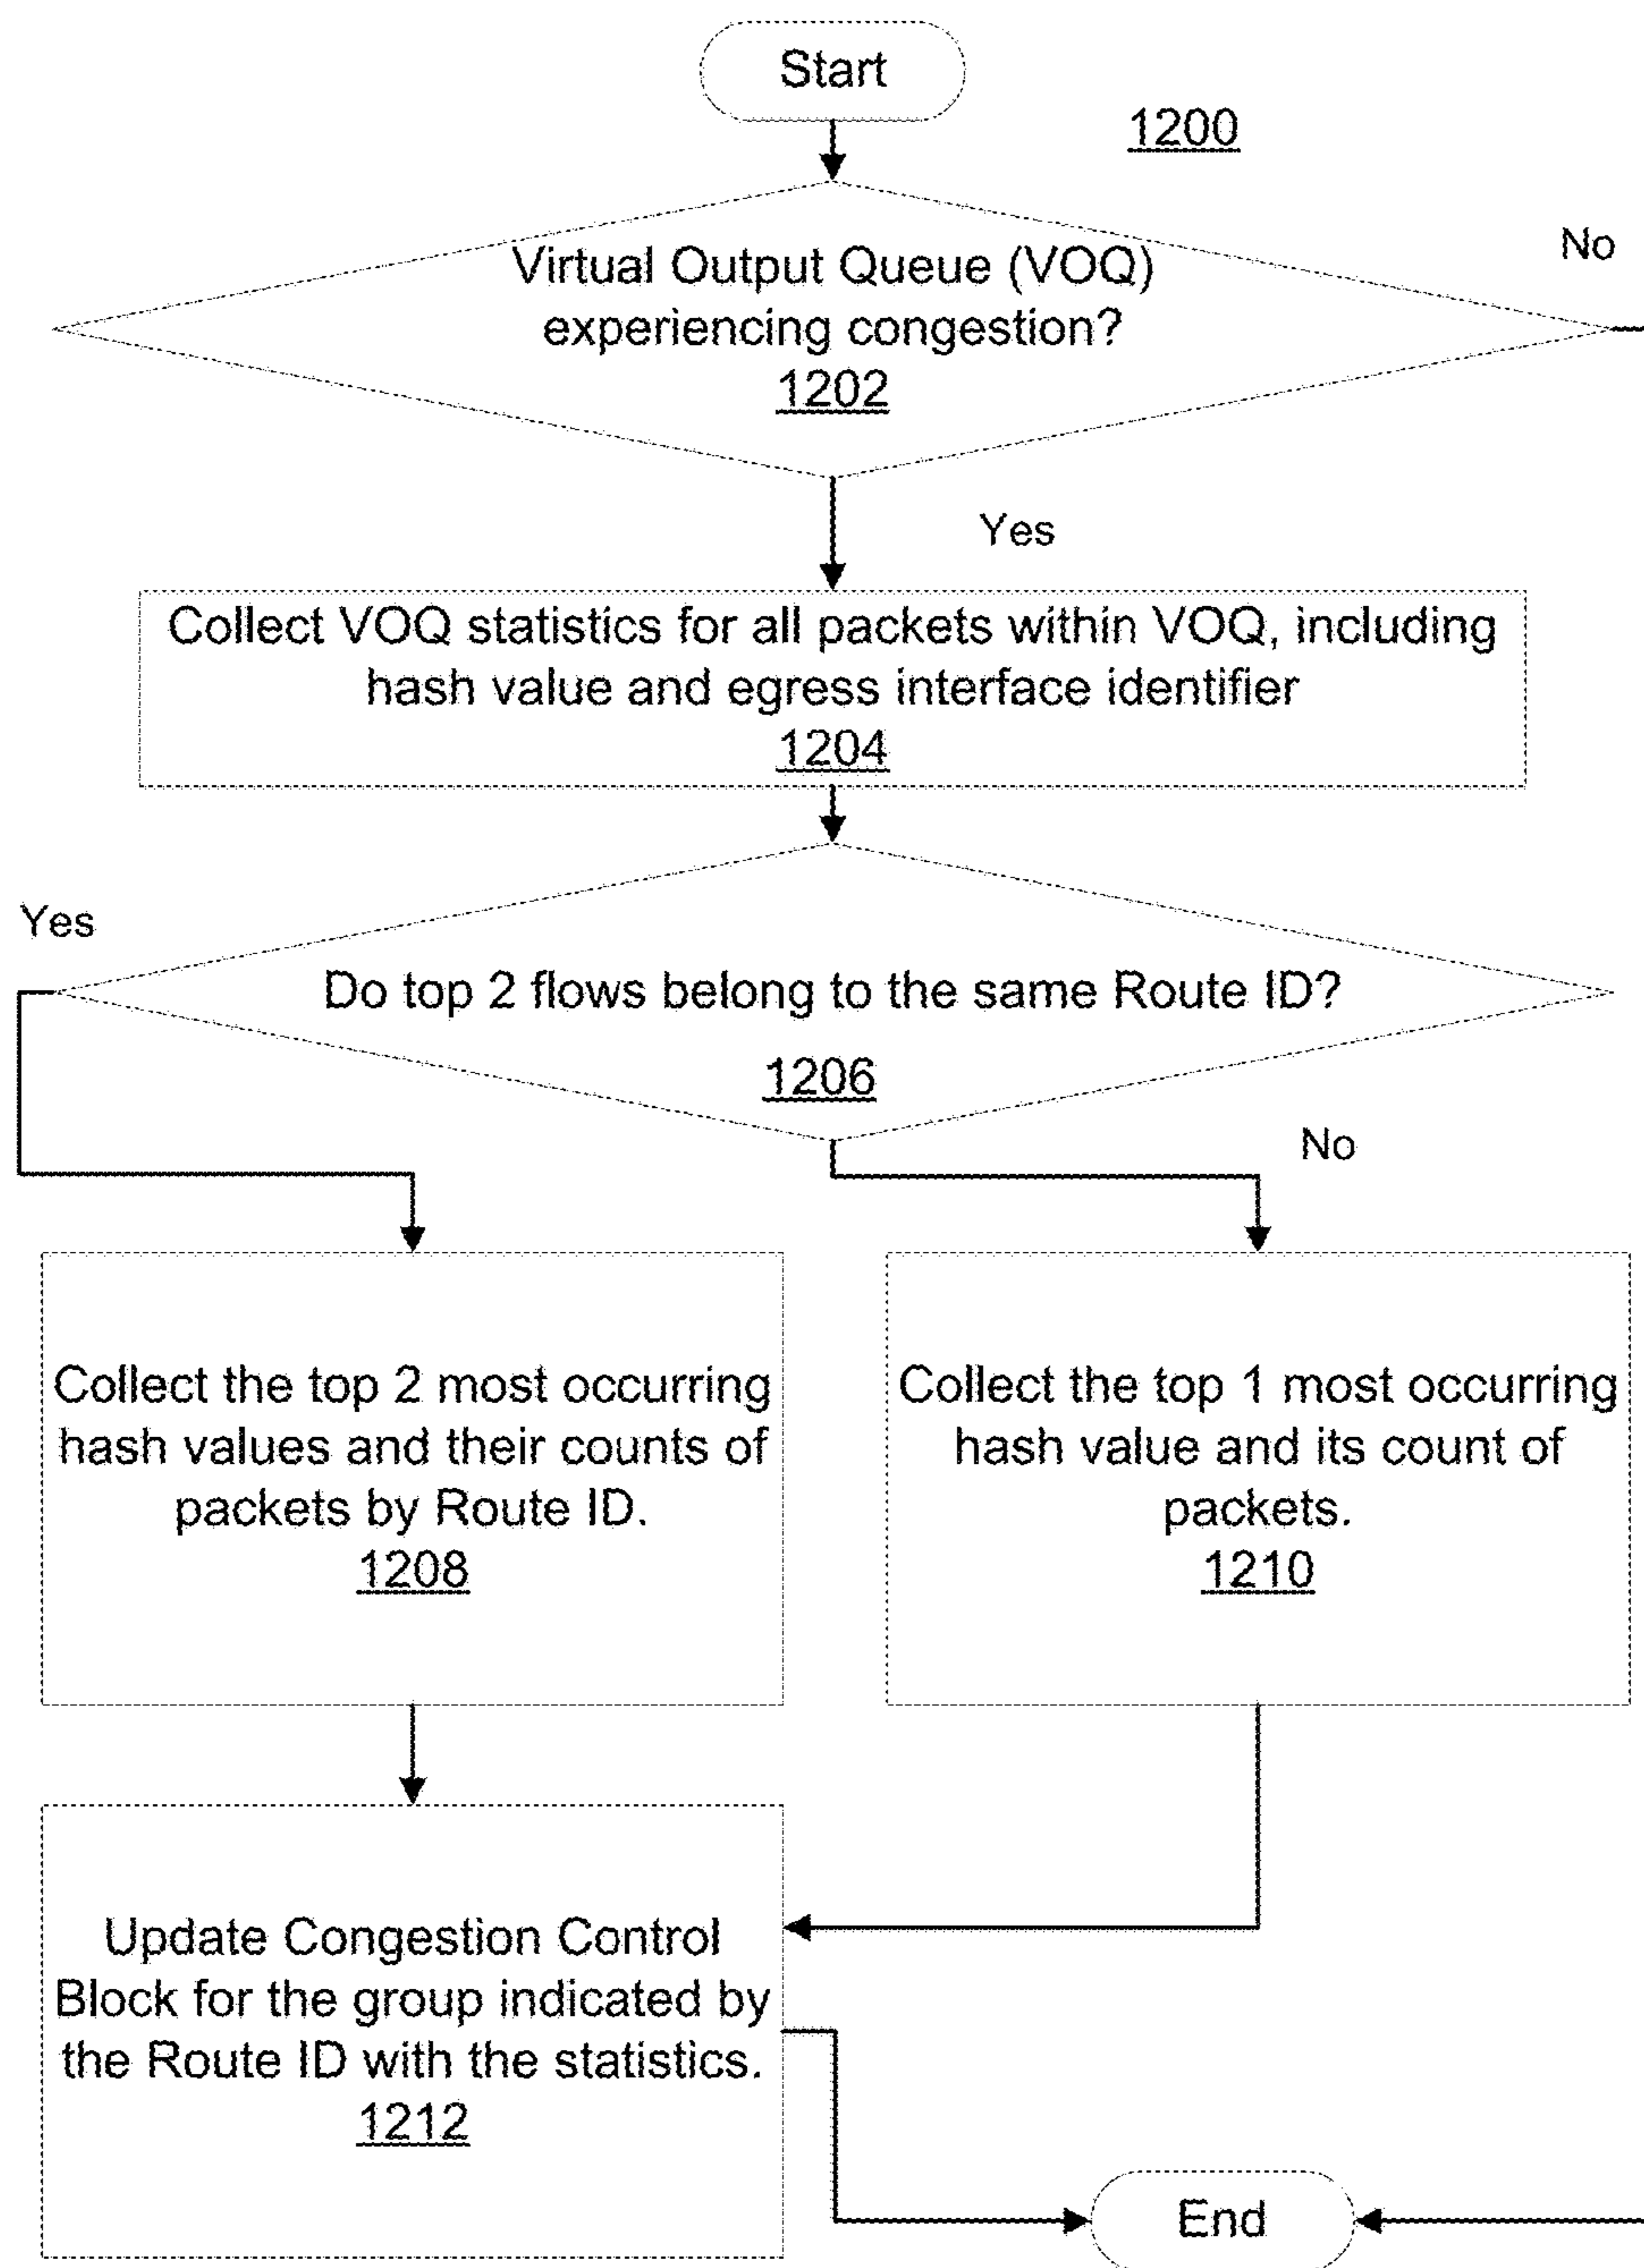 Start
1200
Virtual Output Queue (VOQ)
experiencing congestion?
1202
No
Yes
Collect VOQ statistics for all packets within VOQ, including
hash value and egress interface identifier
1204
Yes
Do top 2 flows belong to the same Route ID?
1206
No
Collect the top 2 most occurring
hash values and their counts of
packets by Route ID.
1208
Collect the top 1 most occurring
hash value and its count of
packets.
1210
Update Congestion Control
Block for the group indicated by
the Route ID with the statistics.
1212
End